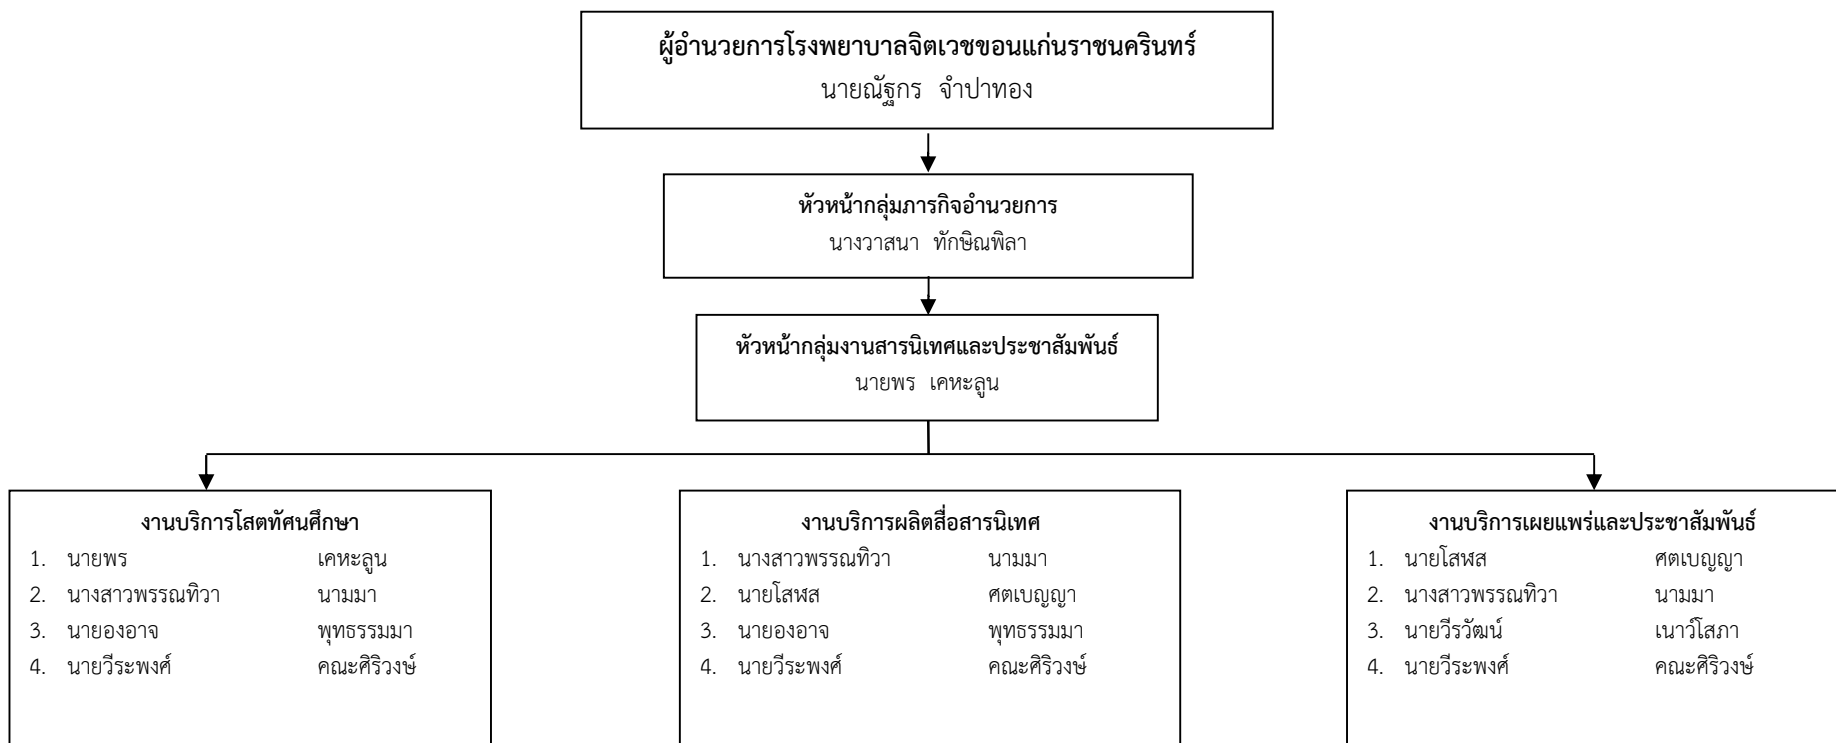 ผู้อำนวยการโรงพยาบาลจิตเวชขอนแก่นราชนครินทร์
นายณัฐกร จำปาทอง
หัวหน้ากลุ่มภารกิจอำนวยการ
นางวาสนา ทักษิณพิลา
หัวหน้ากลุ่มงานสารนิเทศและประชาสัมพันธ์
นายพร เคหะลูน
งานบริการโสตทัศนศึกษา
1. นายพร เคหะลูน
2. นางสาวพรรณทิวา นามมา
3. นายองอาจ พุทธรรมมา
4. นายวีระพงศ์ คณะศิริวงษ์
งานบริการผลิตสื่อสารนิเทศ
1. นางสาวพรรณทิวา นามมา
2. นายโสฬส ศตเบญญา
3. นายองอาจ พุทธรรมมา
4. นายวีระพงศ์ คณะศิริวงษ์
งานบริการเผยแพร่และประชาสัมพันธ์
1. นายโสฬส ศตเบญญา
2. นางสาวพรรณทิวา นามมา
3. นายวีรวัฒน์ เนาว์โสภา
4. นายวีระพงศ์ คณะศิริวงษ์